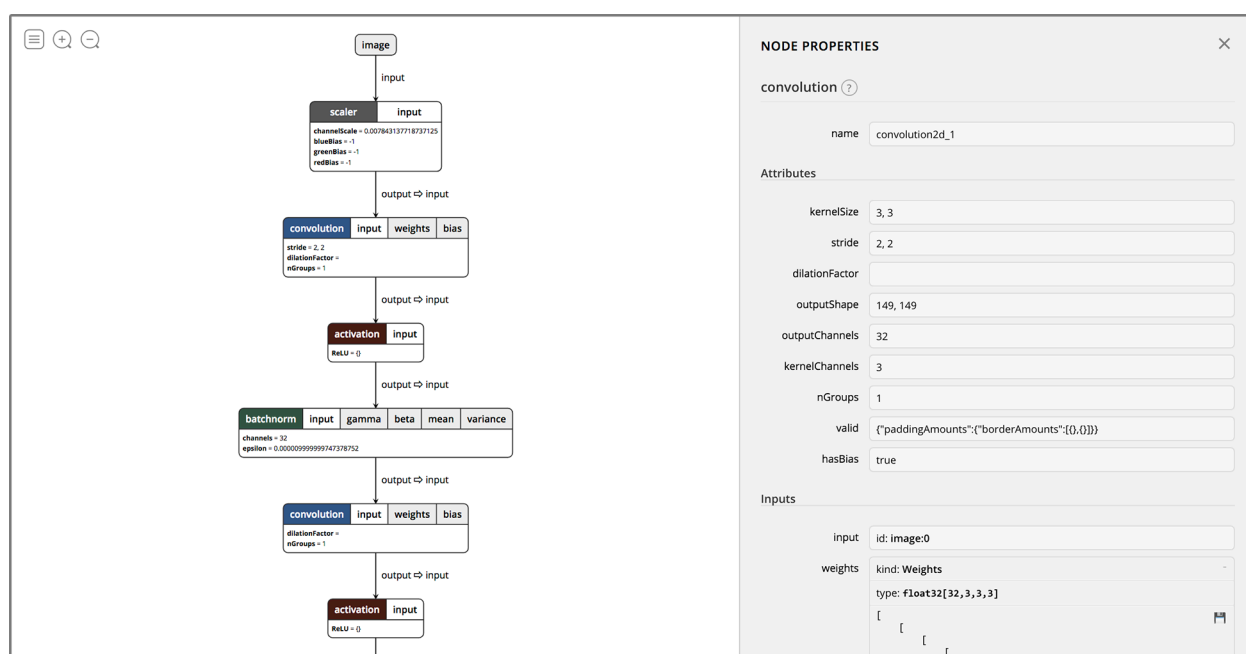 image
input
scaler input
channelScale = 0.007843137718737125
blueBias = -1
greenBias = -1
redBias = -1
output ⇨ input
convolution input weights bias
stride = 2, 2
dilationFactor =
nGroups = 1
output ⇨ input
activation input
ReLU = {}
output ⇨ input
batchnorm input gamma beta mean variance
channels = 32
epsilon = 0.000009999999747378752
output ⇨ input
convolution input weights bias
dilationFactor =
nGroups = 1
output ⇨ input
activation input
ReLU = {}
NODE PROPERTIES
convolution ?
name convolution2d_1
Attributes
kernelSize 3, 3
stride 2, 2
dilationFactor
outputShape 149, 149
outputChannels 32
kernelChannels 3
nGroups 1
valid {"paddingAmounts":{"borderAmounts":[{},{}]}}
hasBias true
Inputs
input id: image:0
weights kind: Weights -
type: float32[32,3,3,3]
[
[
[
[